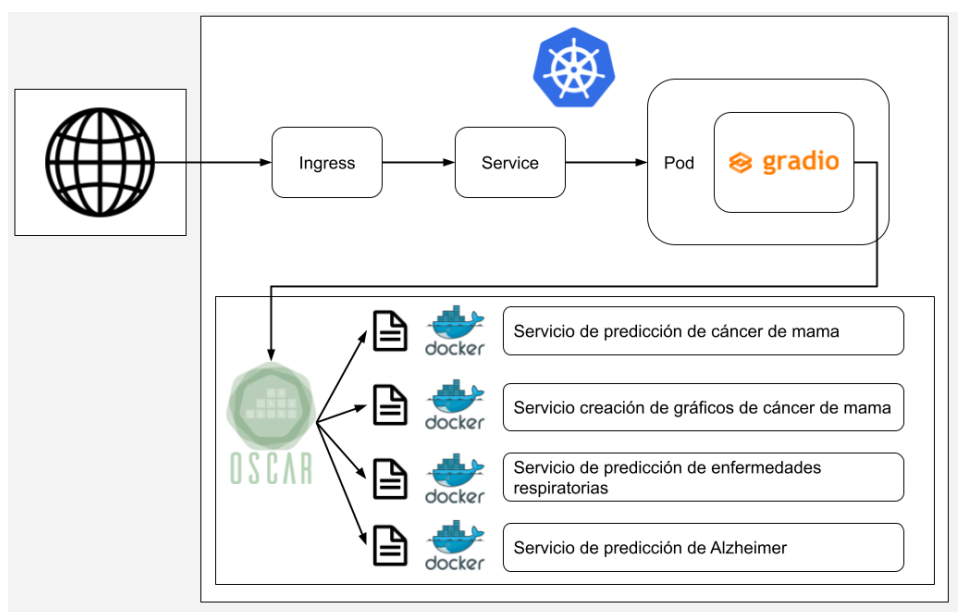 Ingress
Service
Pod
gradio
docker
Servicio de predicción de cáncer de mama
docker
Servicio creación de gráficos de cáncer de mama
OSCAR
docker
Servicio de predicción de enfermedades
respiratorias
docker
Servicio de predicción de Alzheimer